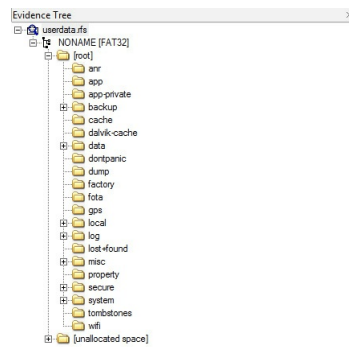 Evidence Tree
userdata.rfs
NONAME [FAT32]
[root]
anr
app
app-private
backup
cache
dalvik-cache
data
dontpanic
dump
factory
fota
gps
local
log
lost+found
misc
property
secure
system
tombstones
wifi
[unallocated space]